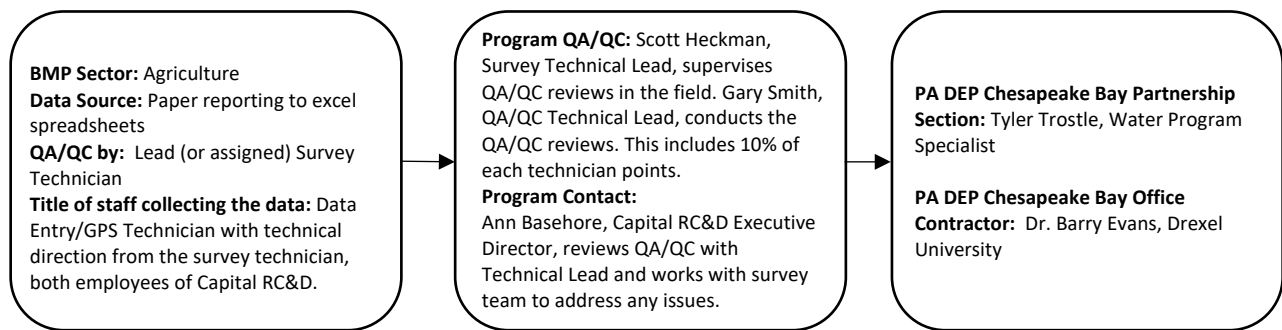 BMP Sector: Agriculture
Data Source: Paper reporting to excel
spreadsheets
QA/QC by:  Lead (or assigned) Survey
Technician
Title of staff collecting the data: Data
Entry/GPS Technician with technical
direction from the survey technician,
both employees of Capital RC&D.
Program QA/QC: Scott Heckman,
Survey Technical Lead, supervises
QA/QC reviews in the field. Gary Smith,
QA/QC Technical Lead, conducts the
QA/QC reviews. This includes 10% of
each technician points.
Program Contact:
Ann Basehore, Capital RC&D Executive
Director, reviews QA/QC with
Technical Lead and works with survey
team to address any issues.
PA DEP Chesapeake Bay Partnership
Section: Tyler Trostle, Water Program
Specialist
PA DEP Chesapeake Bay Office
Contractor:  Dr. Barry Evans, Drexel
University